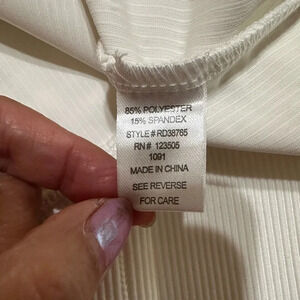 85% POLYESTER
15% SPANDEX
STYLE # RD38765
RN # 123505
1091
MADE IN CHINA
SEE REVERSE
FOR CARE